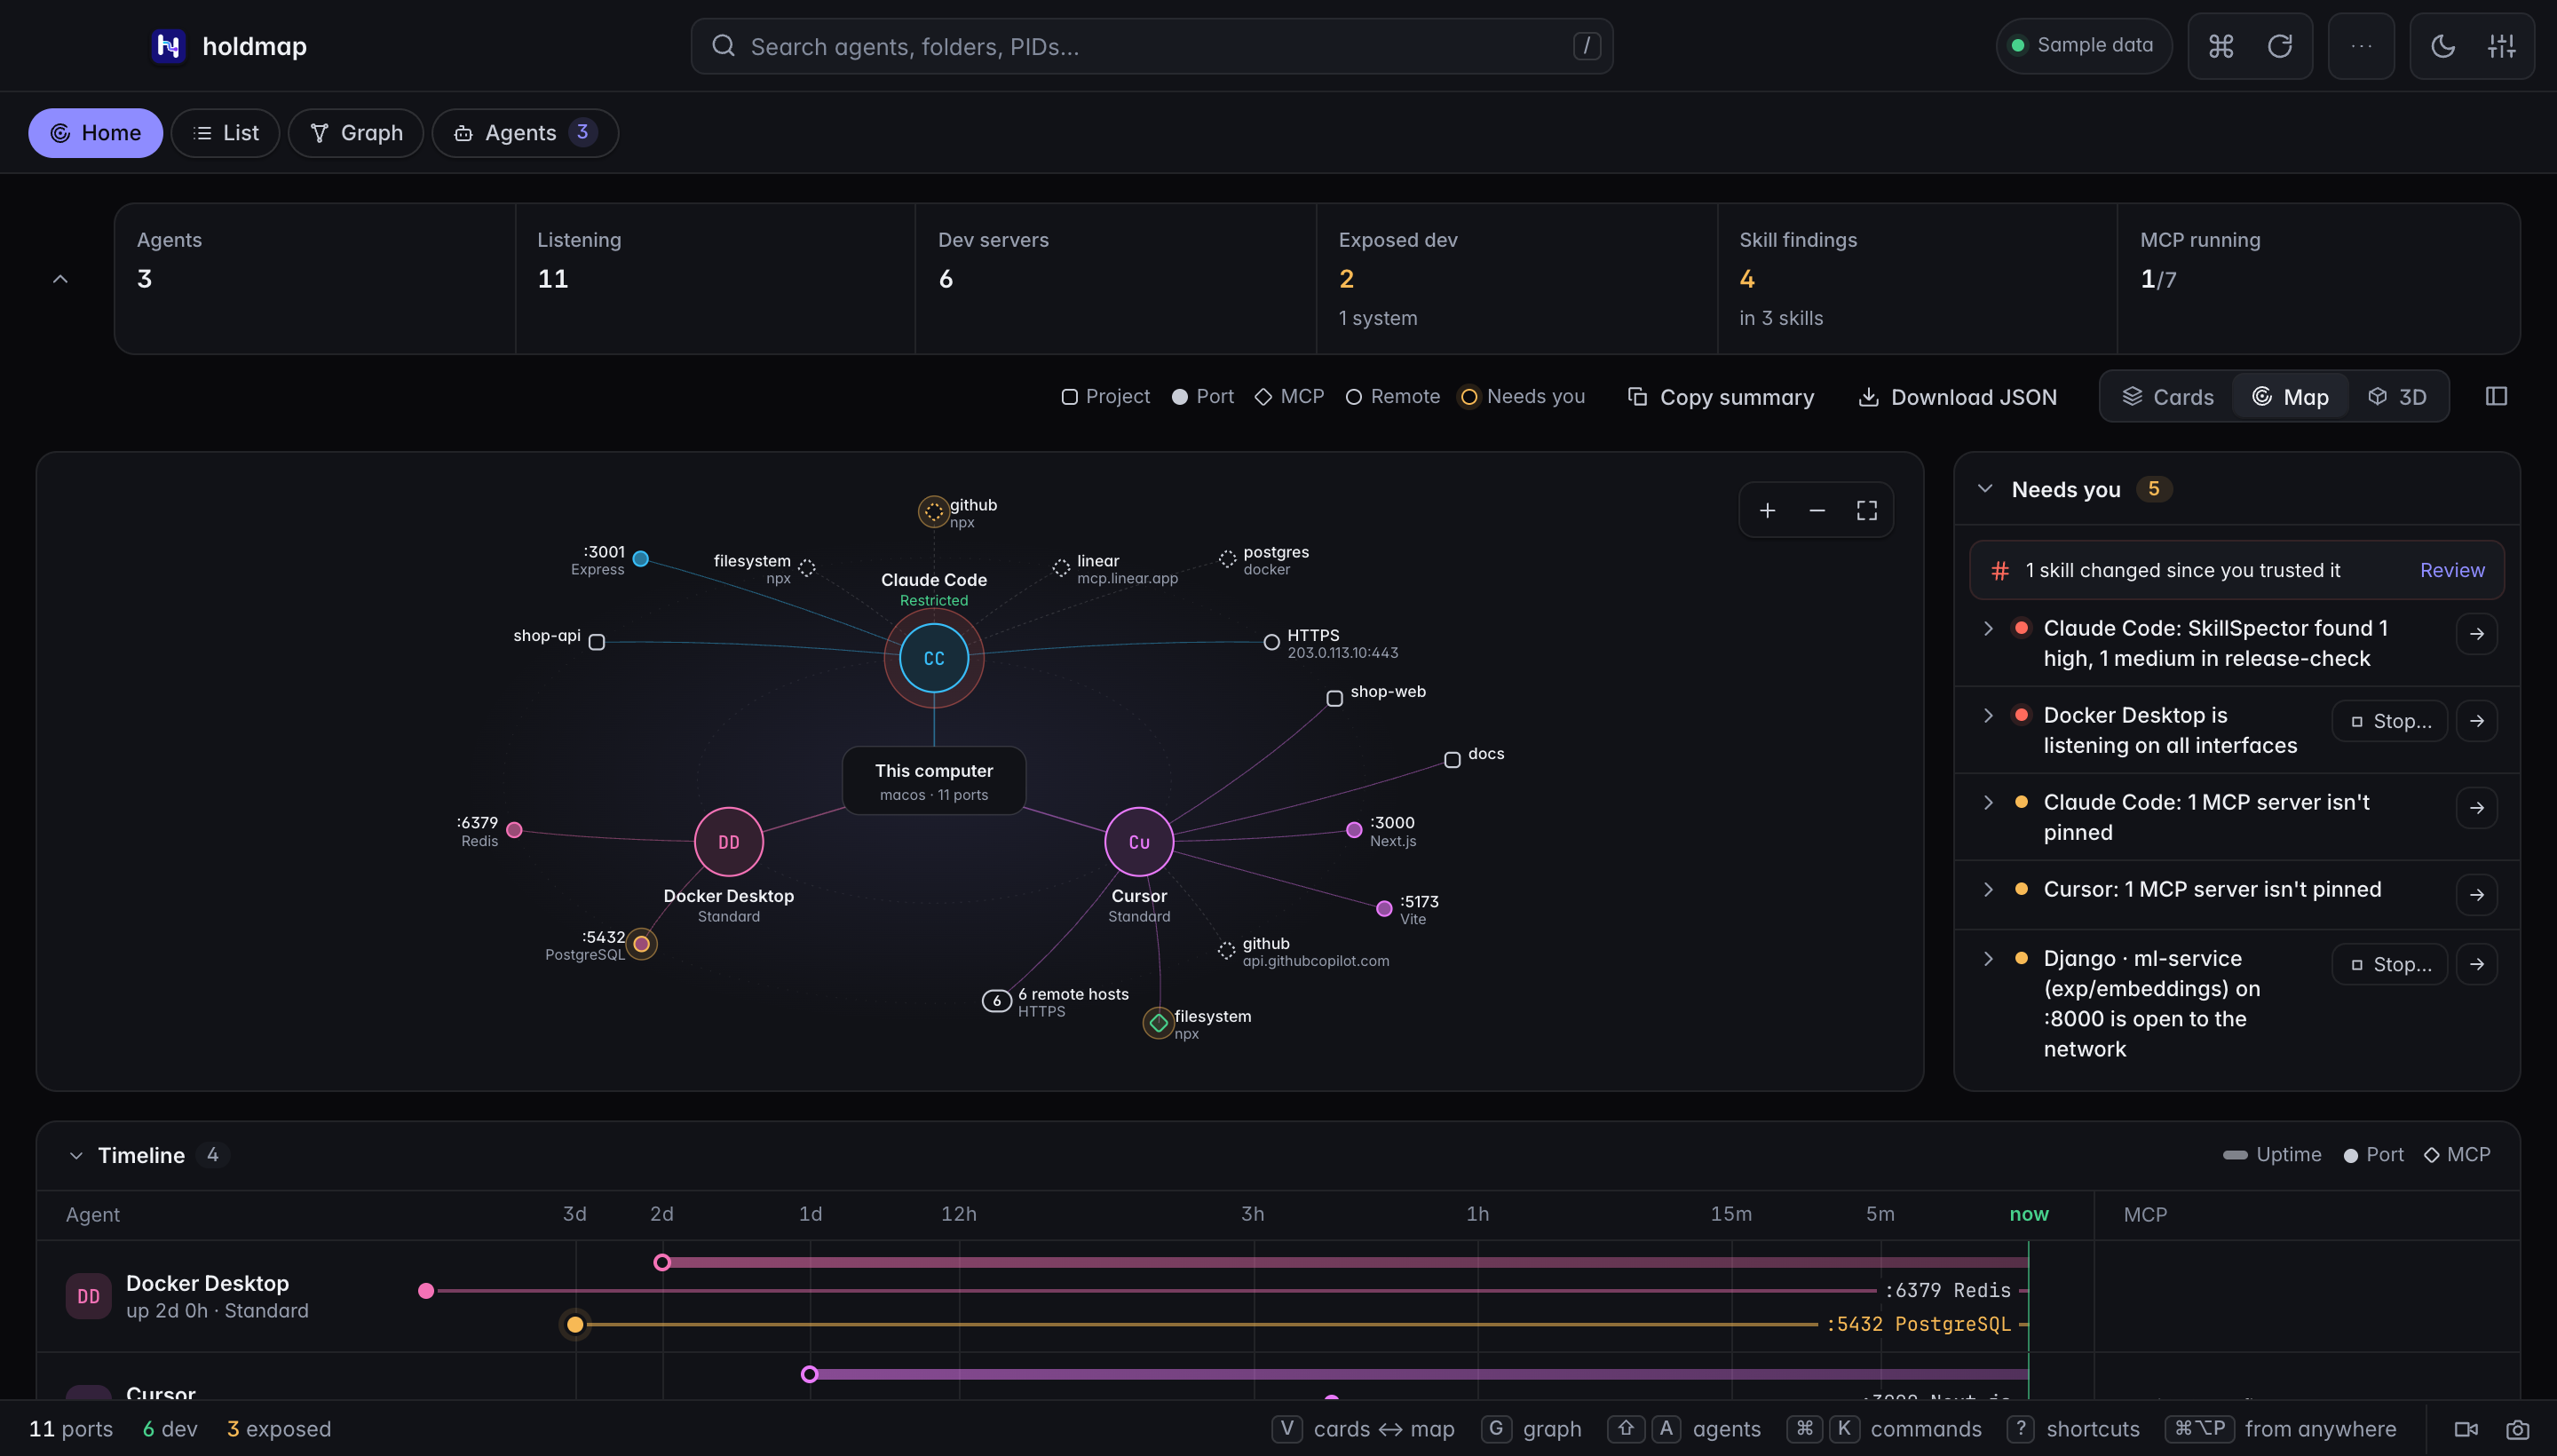 holdmap
Search agents, folders, PIDs...
/
Sample data
Home
List
Graph
Agents 3
Agents
3
Listening
11
Dev servers
6
Exposed dev
2
1 system
Skill findings
4
in 3 skills
MCP running
1/7
Project
Port
MCP
Remote
Needs you
Copy summary
Download JSON
Cards
Map
3D
github
npx
:3001
Express
filesystem
npx
linear
mcp.linear.app
postgres
docker
Claude Code
Restricted
CC
shop-api
HTTPS
203.0.113.10:443
shop-web
docs
This computer
macos · 11 ports
:6379
Redis
DD
Docker Desktop
Standard
Cu
Cursor
Standard
:3000
Next.js
:5173
Vite
:5432
PostgreSQL
github
api.githubcopilot.com
6
6 remote hosts
HTTPS
filesystem
npx
Needs you 5
1 skill changed since you trusted it
Review
Claude Code: SkillSpector found 1
high, 1 medium in release-check
Docker Desktop is
listening on all interfaces
Stop...
Claude Code: 1 MCP server isn't
pinned
Cursor: 1 MCP server isn't pinned
Django · ml-service
(exp/embeddings) on
:8000 is open to the
network
Stop...
Timeline 4
Uptime
Port
MCP
Agent
3d
2d
1d
12h
3h
1h
15m
5m
now
MCP
DD
Docker Desktop
up 2d 0h · Standard
:6379 Redis
:5432 PostgreSQL
Cursor
11 ports
6 dev
3 exposed
V cards ↔ map
G graph
⇧ A agents
⌘ K commands
? shortcuts
⌘⌥P from anywhere